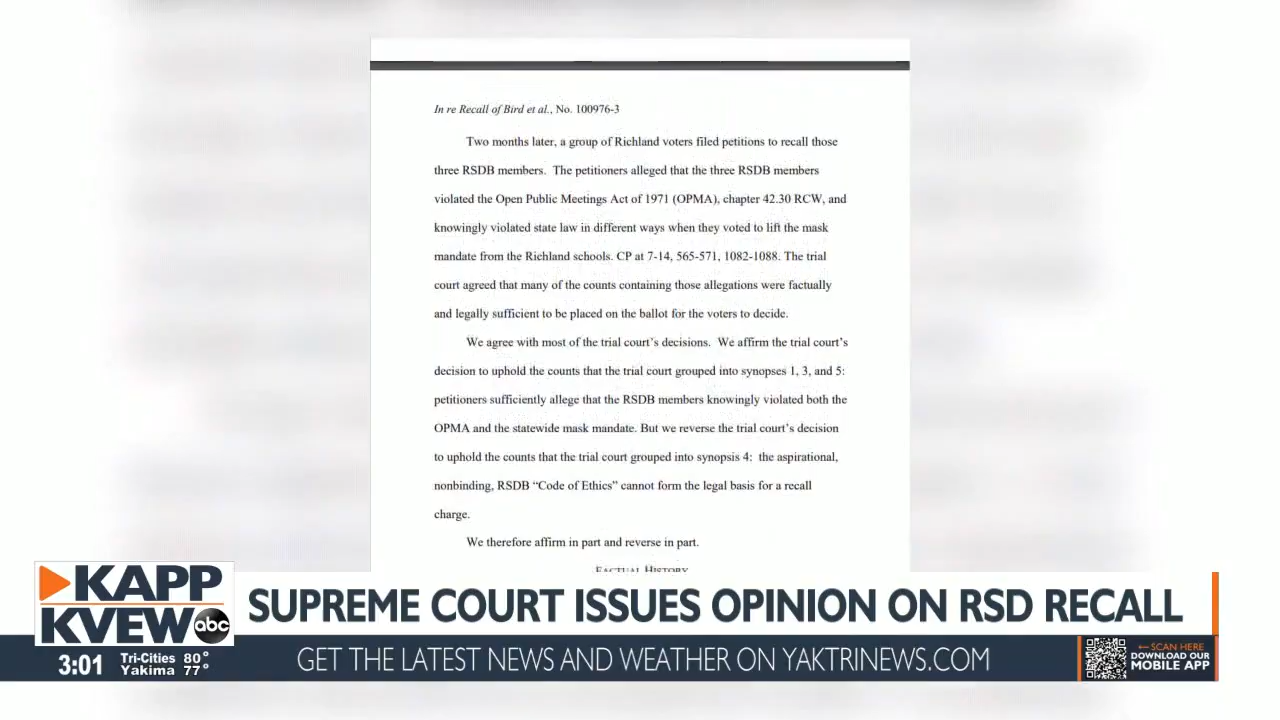 In re Recall of Bird et al., No. 100976-3
Two months later, a group of Richland voters filed petitions to recall those
three RSDB members. The petitioners alleged that the three RSDB members
violated the Open Public Meetings Act of 1971 (OPMA), chapter 42.30 RCW, and
knowingly violated state law in different ways when they voted to lift the mask
mandate from the Richland schools. CP at 7-14, 565-571, 1082-1088. The trial
court agreed that many of the counts containing those allegations were factually
and legally sufficient to be placed on the ballot for the voters to decide.
We agree with most of the trial court's decisions. We affirm the trial court's
decision to uphold the counts that the trial court grouped into synopses 1, 3, and 5:
petitioners sufficiently allege that the RSDB members knowingly violated both the
OPMA and the statewide mask mandate. But we reverse the trial court's decision
to uphold the counts that the trial court grouped into synopsis 4: the aspirational,
nonbinding, RSDB “Code of Ethics” cannot form the legal basis for a recall
charge.
We therefore affirm in part and reverse in part.
FACTUAL HISTORY
KAPP
KVEW abc
SUPREME COURT ISSUES OPINION ON RSD RECALL
3:01
Tri-Cities 80°
Yakima 77°
GET THE LATEST NEWS AND WEATHER ON YAKTRINEWS.COM
←SCAN HERE
DOWNLOAD OUR
MOBILE APP